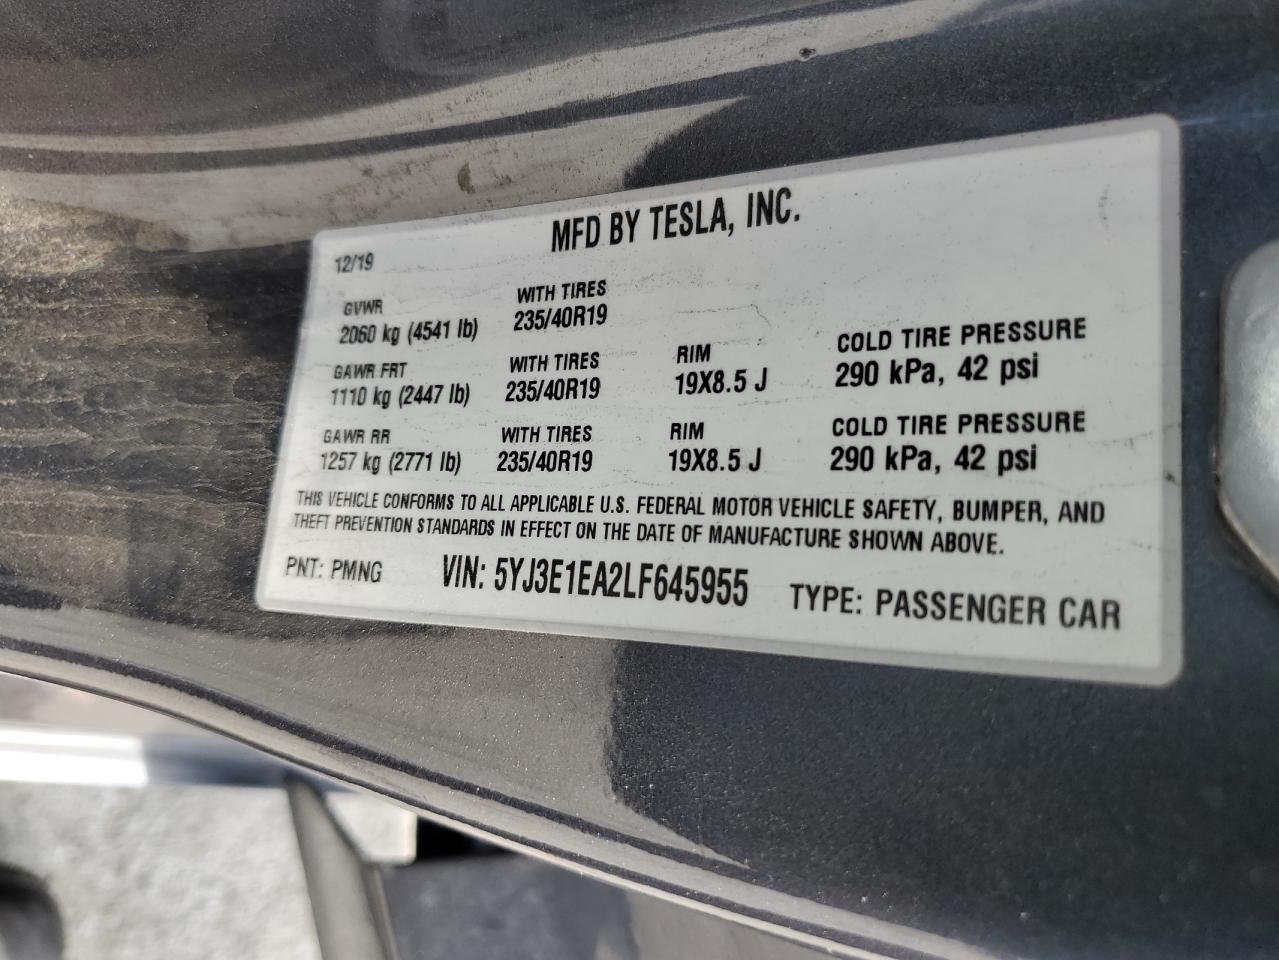 MFD BY TESLA, INC.
12/19
GVWR WITH TIRES
2060 kg (4541 lb) 235/40R19
GAWR FRT WITH TIRES RIM COLD TIRE PRESSURE
1110 kg (2447 lb) 235/40R19 19X8.5 J 290 kPa, 42 psi
GAWR RR WITH TIRES RIM COLD TIRE PRESSURE
1257 kg (2771 lb) 235/40R19 19X8.5 J 290 kPa, 42 psi
THIS VEHICLE CONFORMS TO ALL APPLICABLE U.S. FEDERAL MOTOR VEHICLE SAFETY, BUMPER, AND
THEFT PREVENTION STANDARDS IN EFFECT ON THE DATE OF MANUFACTURE SHOWN ABOVE.
PNT: PMNG VIN: 5YJ3E1EA2LF645955 TYPE: PASSENGER CAR